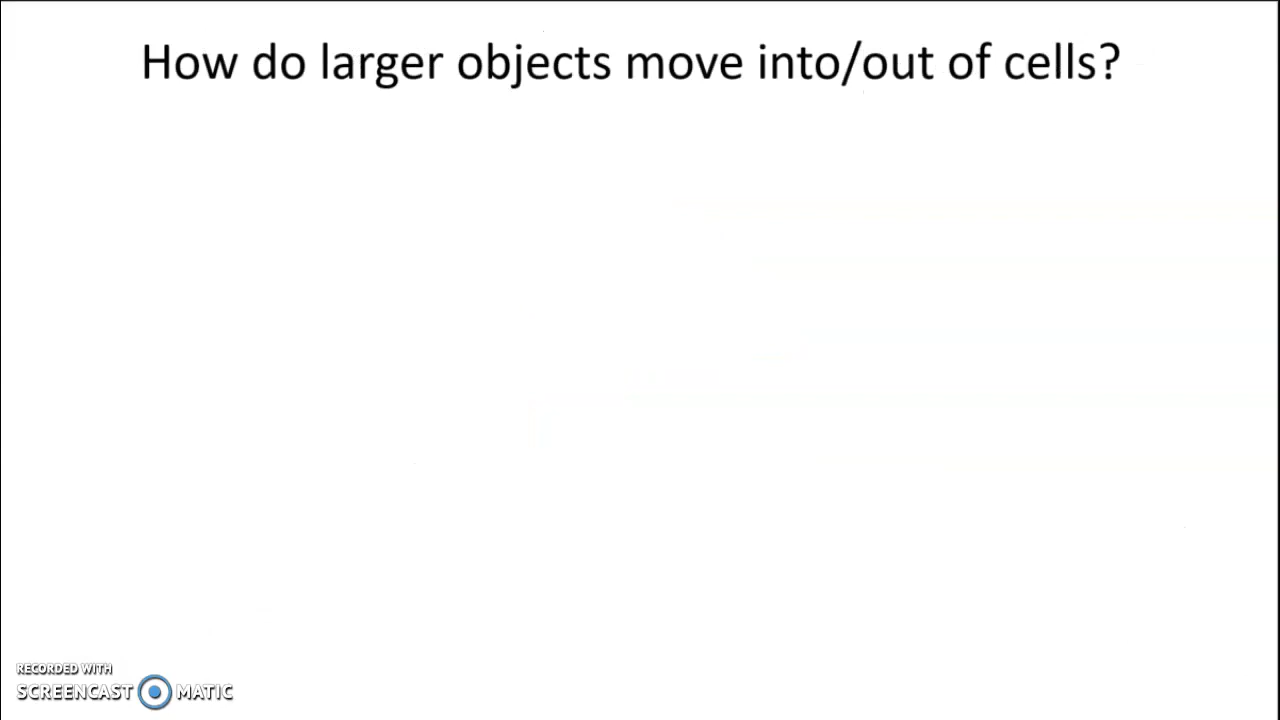 How do larger objects move into/out of cells?
RECORDED WITH
SCREENCAST MATIC